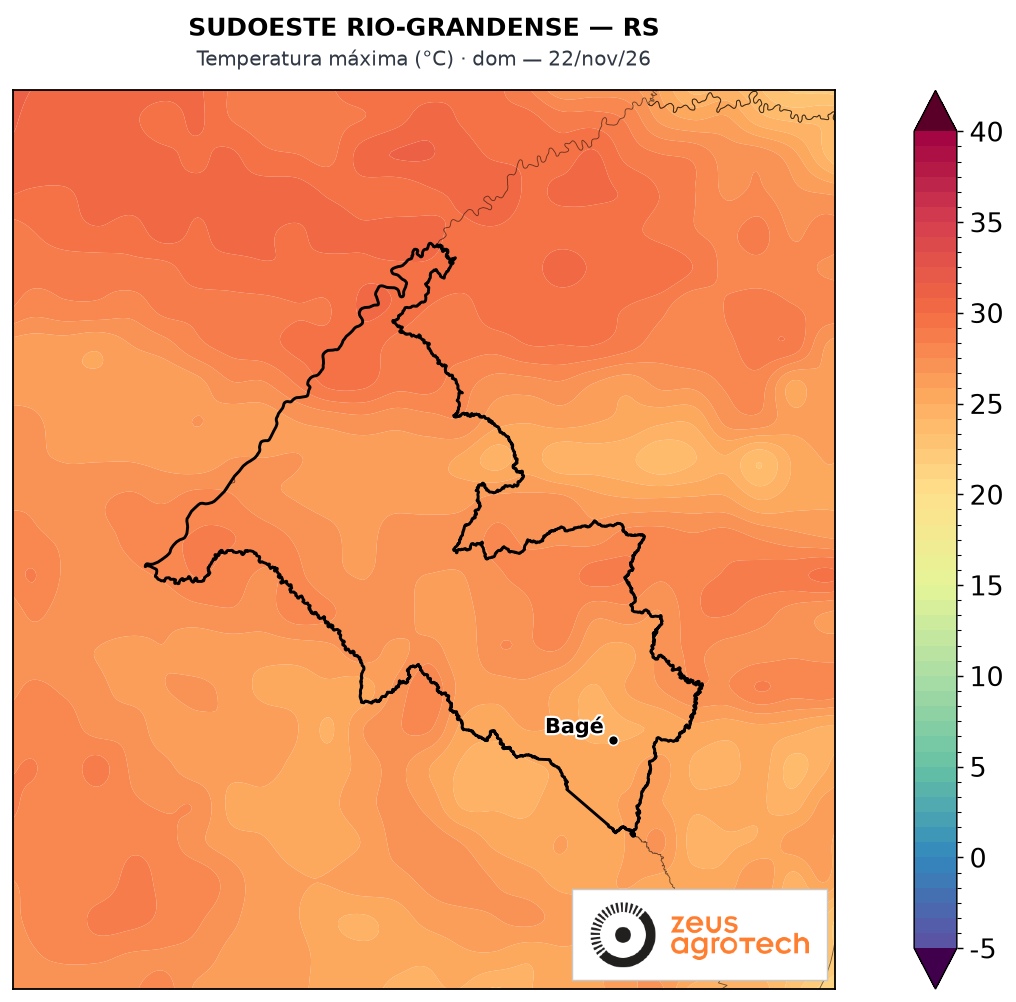 SUDOESTE RIO-GRANDENSE — RS
Temperatura máxima (°C) · dom — 22/nov/26
40
35
30
25
20
15
10
5
0
-5
Bagé
zeus
agrotech